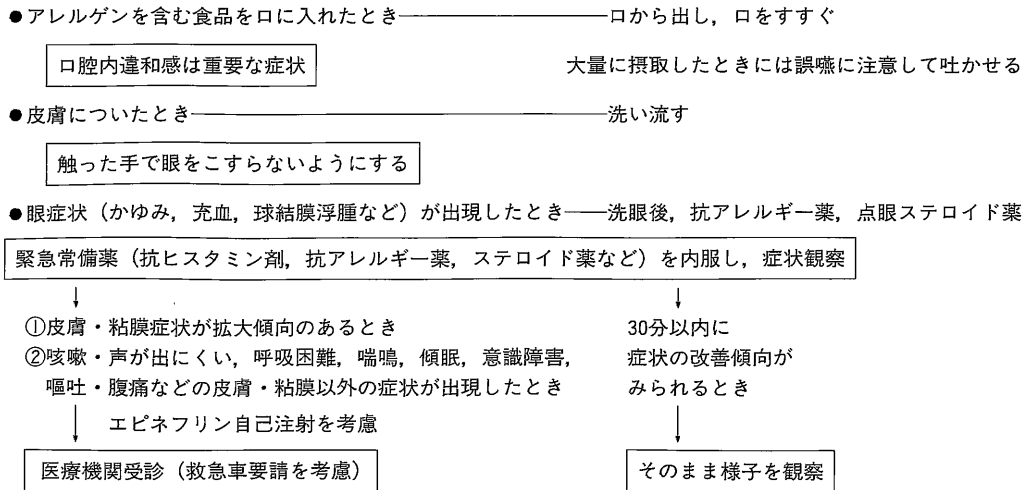 ●アレルゲンを含む食品を口に入れたとき――口から出し，口をすすぐ
口腔内違和感は重要な症状
大量に摂取したときには誤嚥に注意して吐かせる
●皮膚についたとき――洗い流す
触った手で眼をこすらないようにする
●眼症状（かゆみ，充血，球結膜浮腫など）が出現したとき――洗眼後，抗アレルギー薬，点眼ステロイド薬
緊急常備薬（抗ヒスタミン剤，抗アレルギー薬，ステロイド薬など）を内服し，症状観察
①皮膚・粘膜症状が拡大傾向のあるとき
②咳嗽・声が出にくい，呼吸困難，喘鳴，傾眠，意識障害，
嘔吐・腹痛などの皮膚・粘膜以外の症状が出現したとき
エピネフリン自己注射を考慮
医療機関受診（救急車要請を考慮）
30分以内に
症状の改善傾向が
みられるとき
そのまま様子を観察